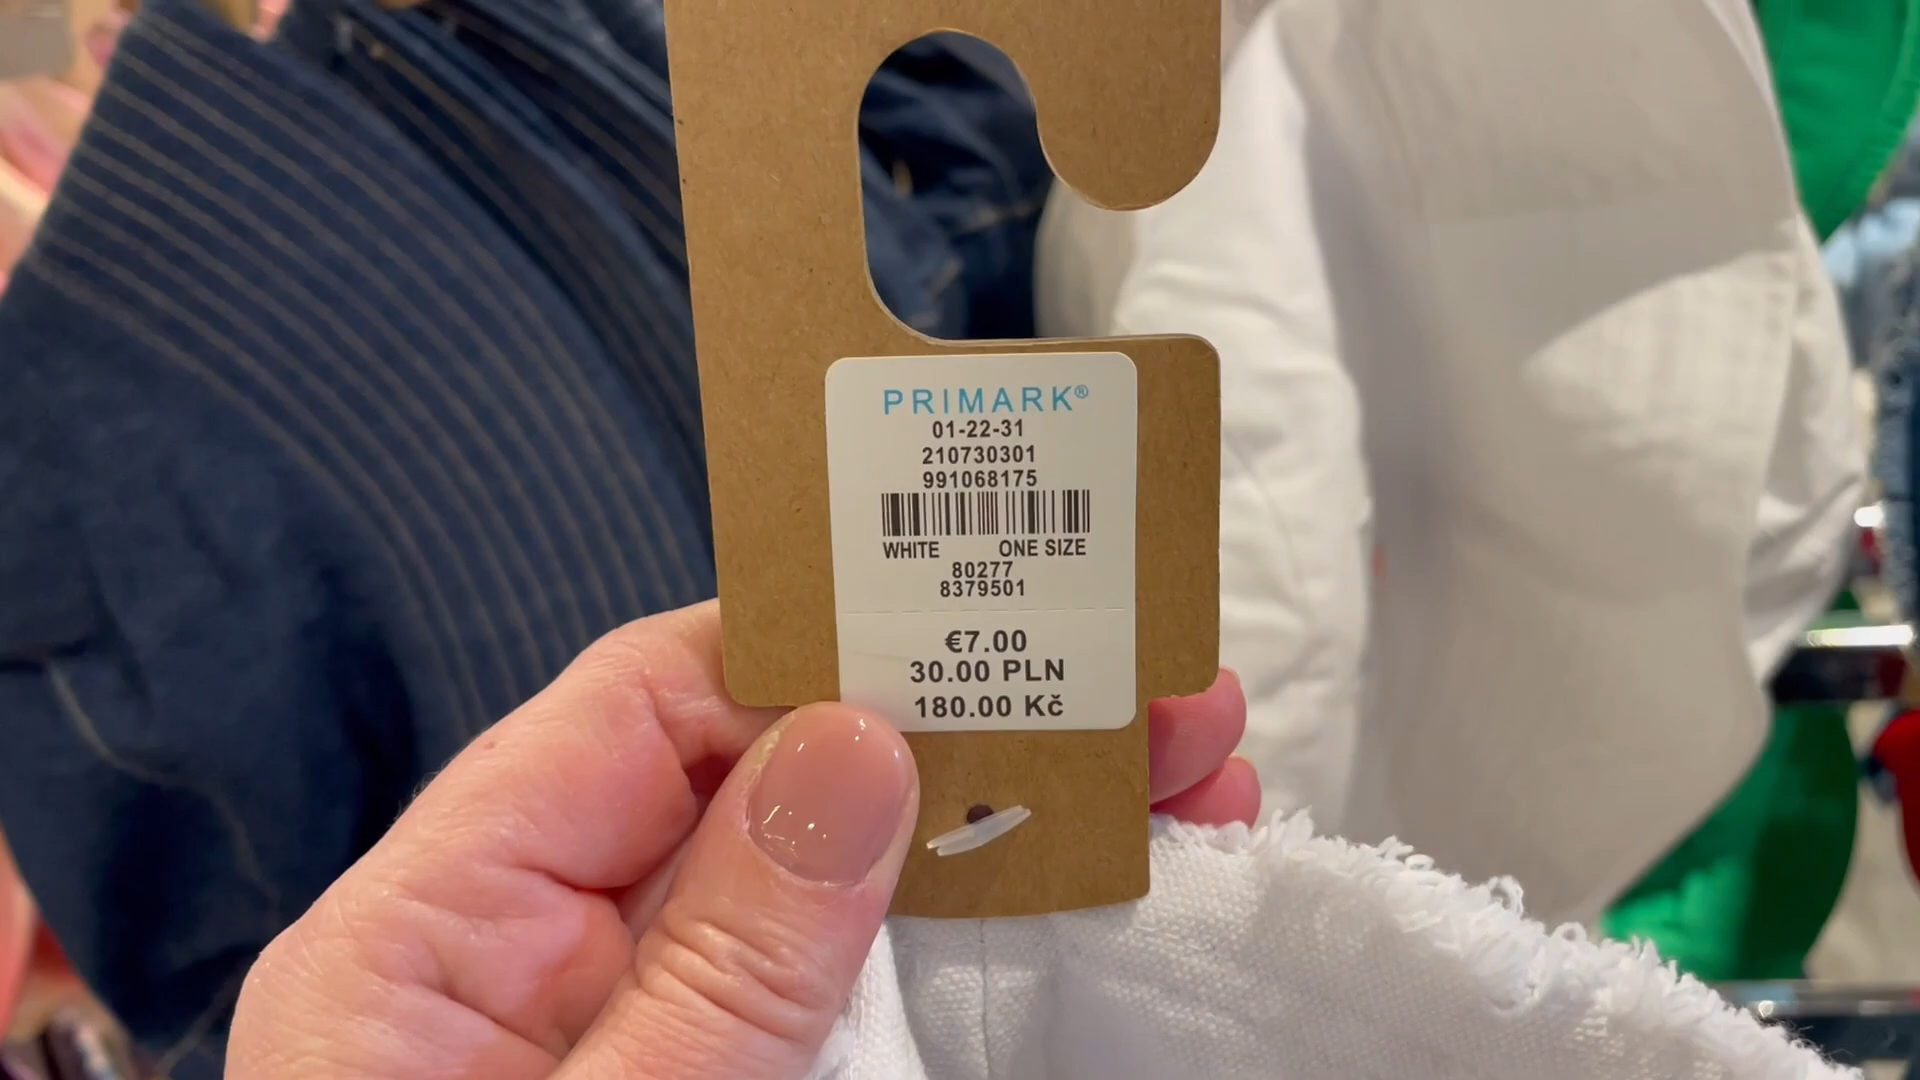 PRIMARK®
01-22-31
210730301
991068175
WHITE ONE SIZE
80277
8379501
€7.00
30.00 PLN
180.00 Kč